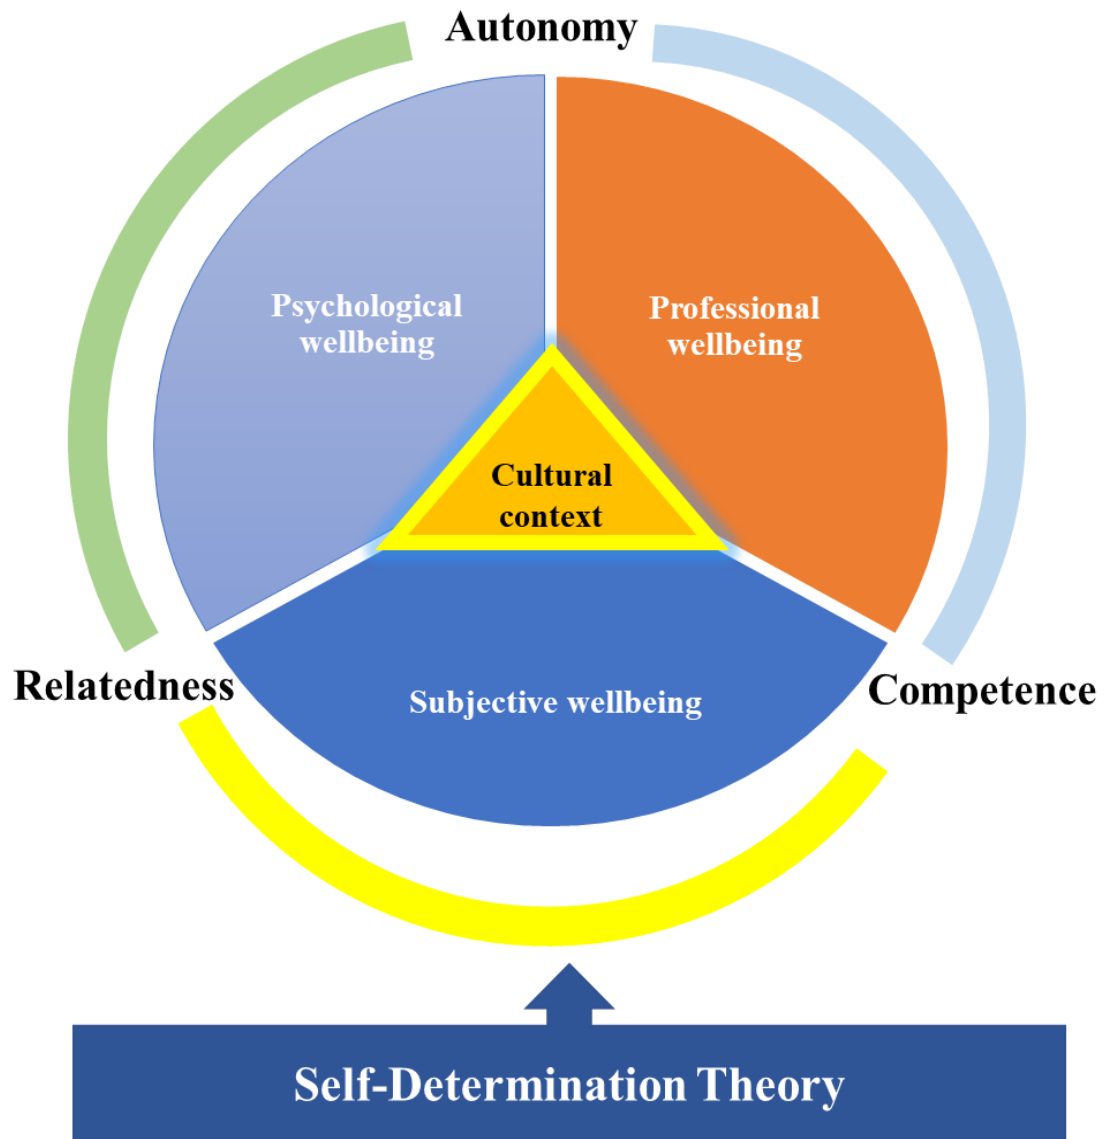 Autonomy
Psychological
wellbeing
Professional
wellbeing
Cultural
context
Relatedness
Competence
Subjective wellbeing
Self-Determination Theory